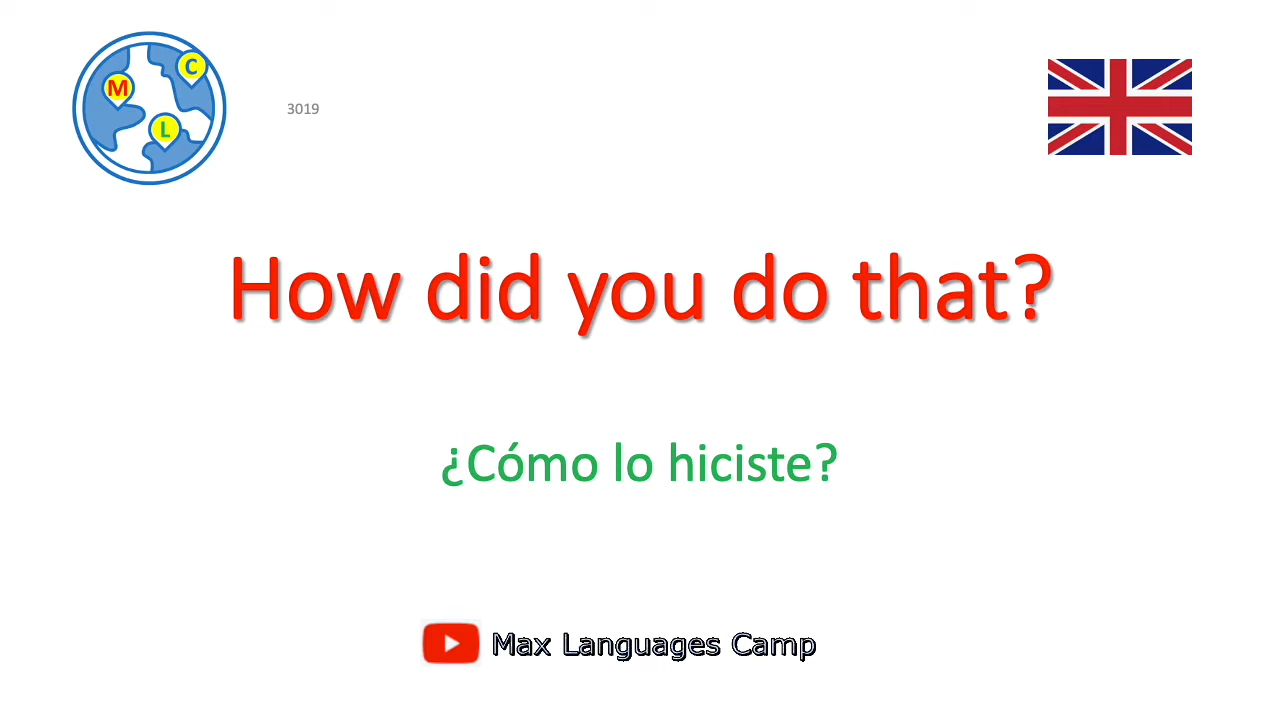 M
C
L
3019
How did you do that?
¿Cómo lo hiciste?
Max Languages Camp